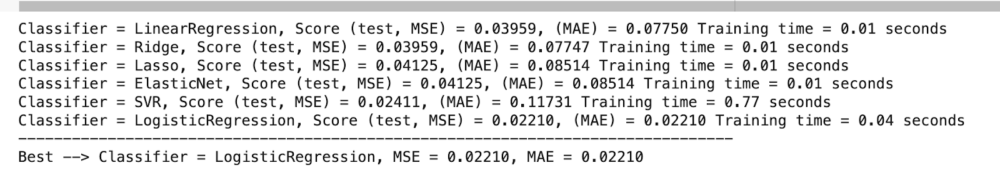 Classifier = LinearRegression, Score (test, MSE) = 0.03959, (MAE) = 0.07750 Training time = 0.01 seconds
Classifier = Ridge, Score (test, MSE) = 0.03959, (MAE) = 0.07747 Training time = 0.01 seconds
Classifier = Lasso, Score (test, MSE) = 0.04125, (MAE) = 0.08514 Training time = 0.01 seconds
Classifier = ElasticNet, Score (test, MSE) = 0.04125, (MAE) = 0.08514 Training time = 0.01 seconds
Classifier = SVR, Score (test, MSE) = 0.02411, (MAE) = 0.11731 Training time = 0.77 seconds
Classifier = LogisticRegression, Score (test, MSE) = 0.02210, (MAE) = 0.02210 Training time = 0.04 seconds
--------------------------------------------------------------------------------
Best --> Classifier = LogisticRegression, MSE = 0.02210, MAE = 0.02210